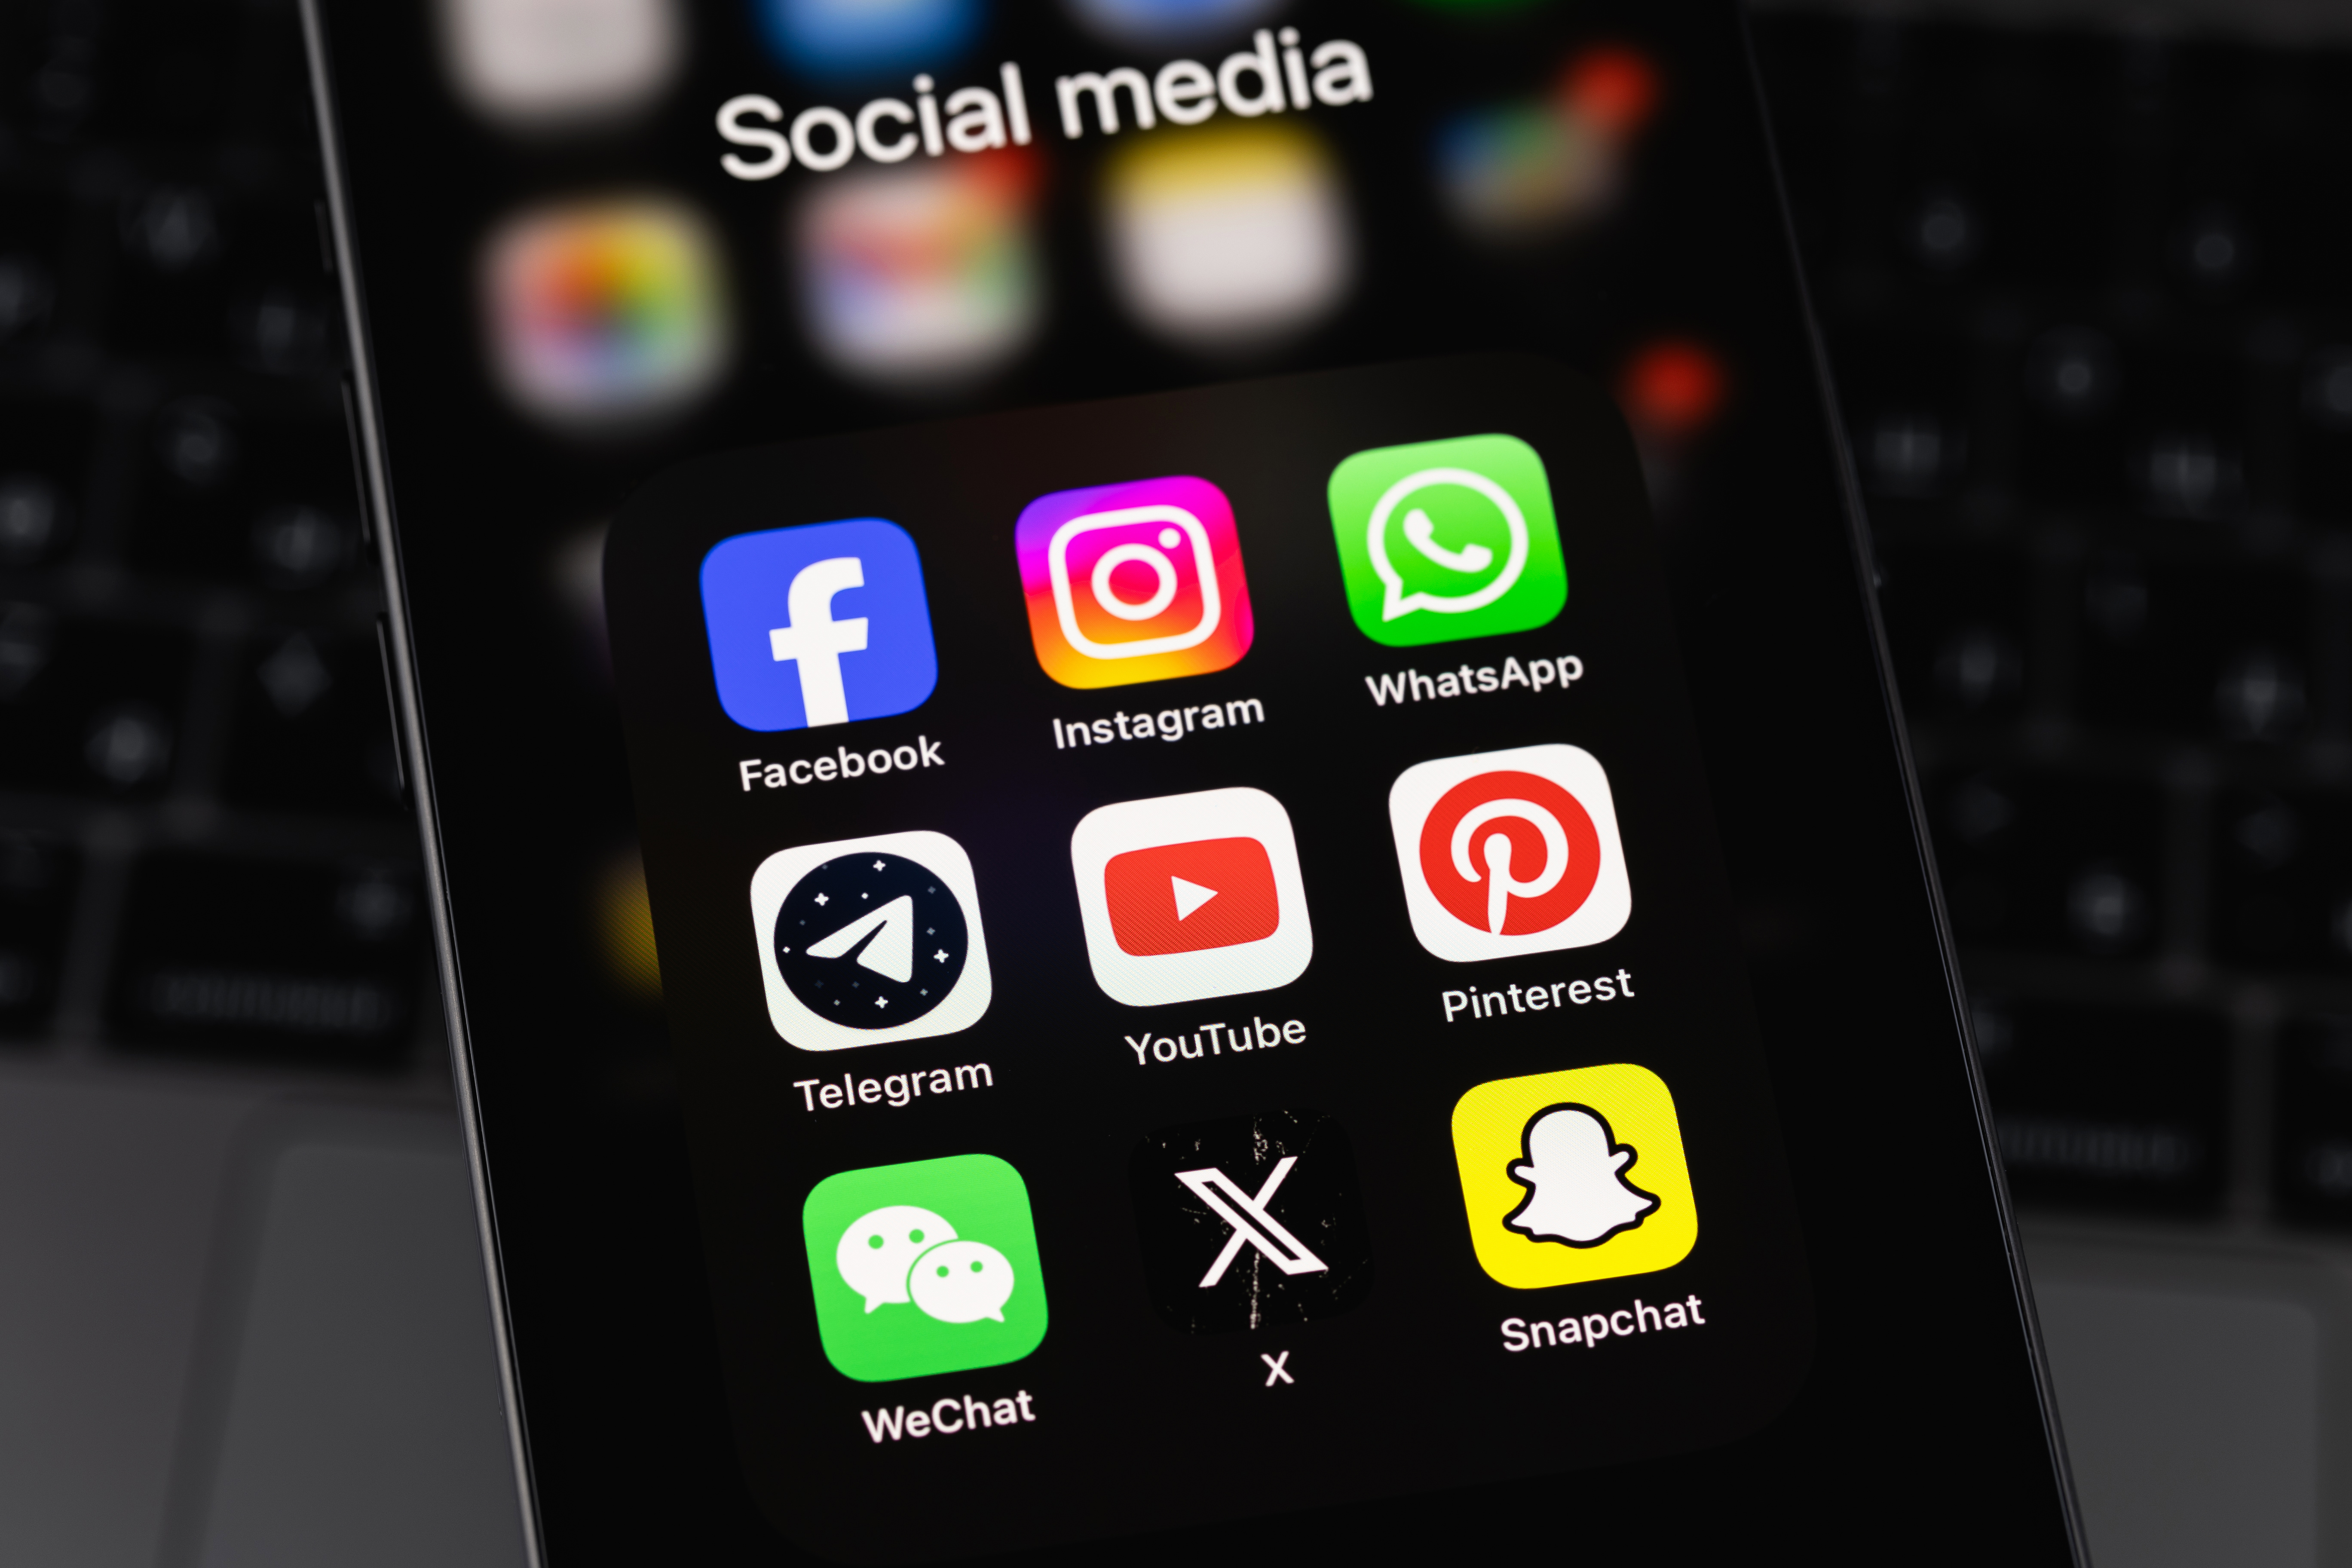 Social media
Facebook
Instagram
WhatsApp
Telegram
YouTube
Pinterest
WeChat
X
Snapchat